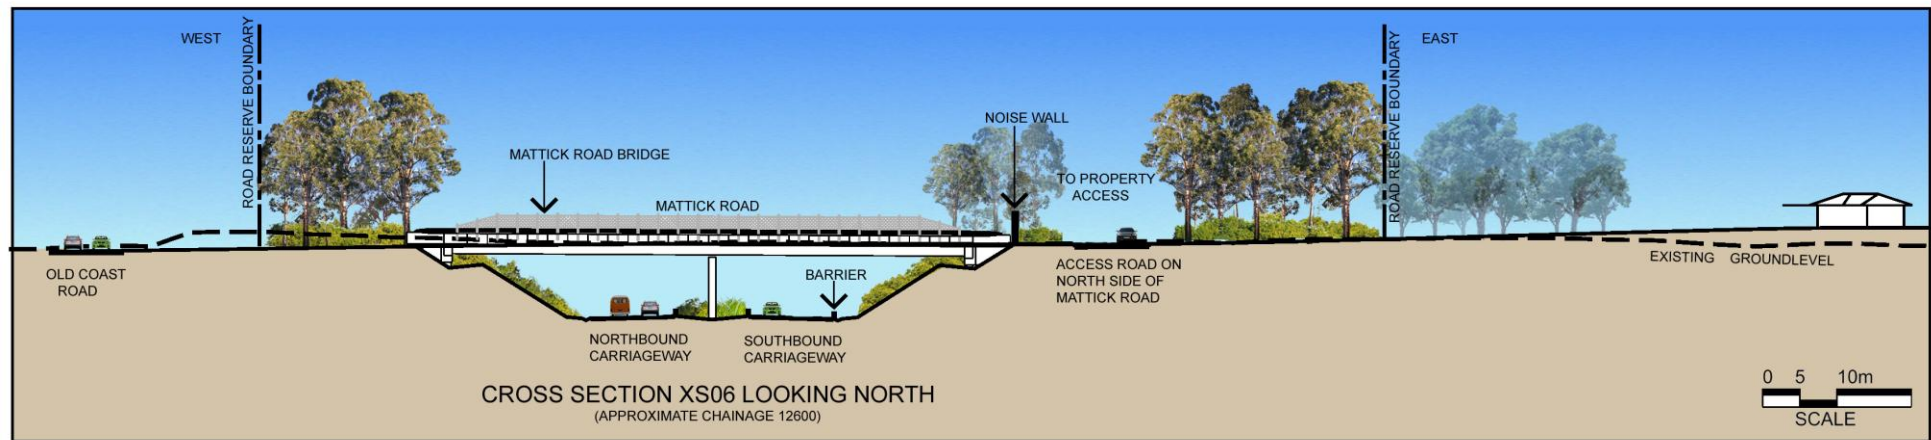 WEST
ROAD RESERVE BOUNDARY
EAST
ROAD RESERVE BOUNDARY
NOISE WALL
MATTICK ROAD BRIDGE
TO PROPERTY
ACCESS
MATTICK ROAD
OLD COAST
ROAD
BARRIER
ACCESS ROAD ON
NORTH SIDE OF
MATTICK ROAD
EXISTING GROUNDLEVEL
NORTHBOUND
CARRIAGEWAY
SOUTHBOUND
CARRIAGEWAY
CROSS SECTION XS06 LOOKING NORTH
(APPROXIMATE CHAINAGE 12600)
0 5 10m
SCALE